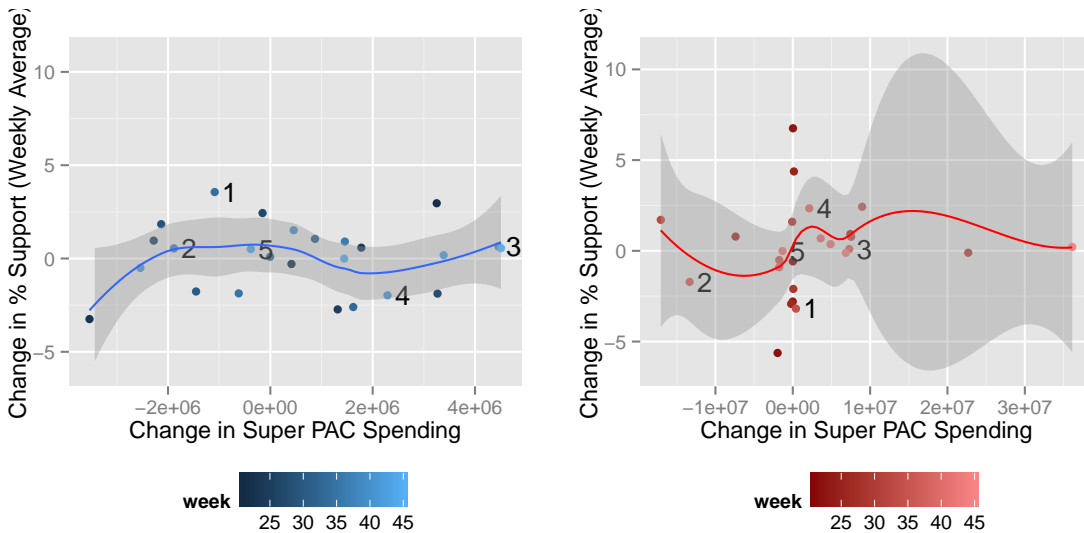 Change in % Support (Weekly Average)
10
5
0
−5
1
2
5
3
4
−2e+06
0e+00
2e+06
4e+06
Change in Super PAC Spending
week
25
30
35
40
45
Change in % Support (Weekly Average)
10
5
0
−5
4
5
3
2
1
−1e+07
0e+00
1e+07
2e+07
3e+07
Change in Super PAC Spending
week
25
30
35
40
45